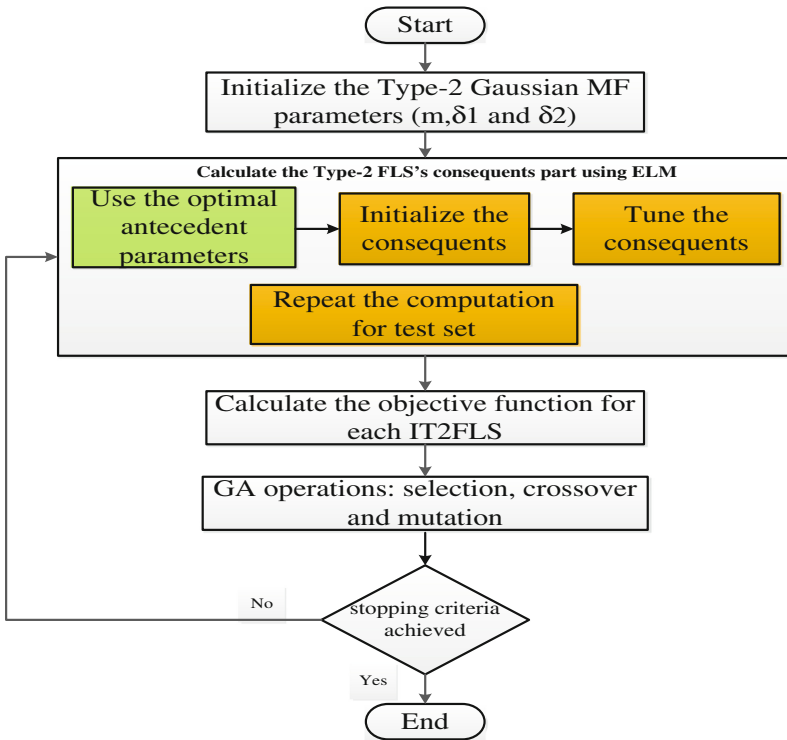 Start
Initialize the Type-2 Gaussian MF
parameters (m,δ1 and δ2)
Calculate the Type-2 FLS's consequents part using ELM
Use the optimal
antecedent
parameters
Initialize the
consequents
Tune the
consequents
Repeat the computation
for test set
Calculate the objective function for
each IT2FLS
GA operations: selection, crossover
and mutation
stopping criteria
achieved
No
Yes
End